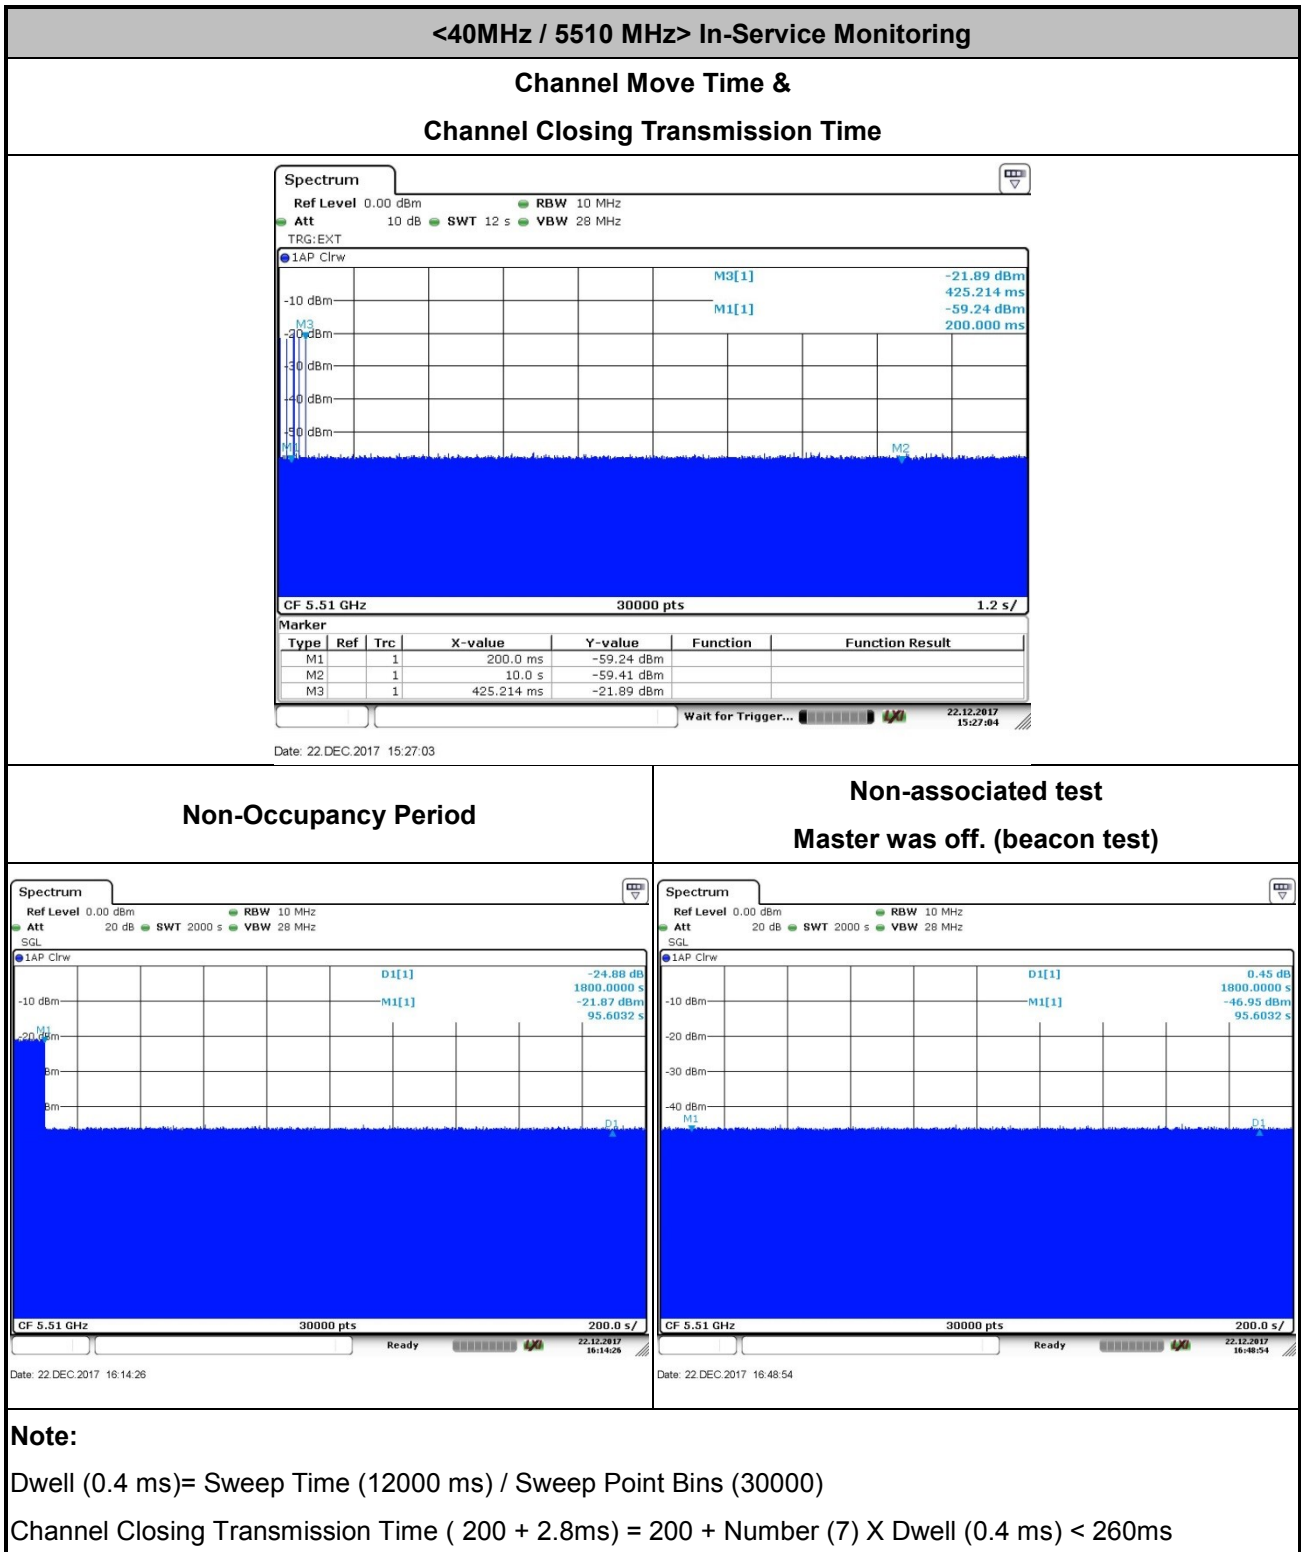 <40MHz / 5510 MHz> In-Service Monitoring
Channel Move Time &
Channel Closing Transmission Time
Spectrum
Ref Level 0.00 dBm RBW 10 MHz
Att 10 dB SWT 12 s VBW 28 MHz
TRG:EXT
1AP Clrw
M3[1] -21.89 dBm
425.214 ms
-10 dBm
M1[1] -59.24 dBm
200.000 ms
M3
-20 dBm
-30 dBm
-40 dBm
-50 dBm
M1 M2
CF 5.51 GHz 30000 pts 1.2 s/
Marker
Type Ref Trc X-value Y-value Function Function Result
M1 1 200.0 ms -59.24 dBm
M2 1 10.0 s -59.41 dBm
M3 1 425.214 ms -21.89 dBm
Wait for Trigger... LXI 22.12.2017
15:27:04
Date: 22.DEC.2017 15:27:03
Non-Occupancy Period
Spectrum
Ref Level 0.00 dBm RBW 10 MHz
Att 20 dB SWT 2000 s VBW 28 MHz
SGL
1AP Clrw
D1[1] -24.88 dB
1800.0000 s
-10 dBm M1[1] -21.87 dBm
95.6032 s
M1
-20 dBm
Bm
Bm
D1
CF 5.51 GHz 30000 pts 200.0 s/
Ready LXI 22.12.2017
16:14:26
Date: 22.DEC.2017 16:14:26
Non-associated test
Master was off. (beacon test)
Spectrum
Ref Level 0.00 dBm RBW 10 MHz
Att 20 dB SWT 2000 s VBW 28 MHz
SGL
1AP Clrw
D1[1] 0.45 dB
1800.0000 s
-10 dBm M1[1] -46.95 dBm
95.6032 s
-20 dBm
-30 dBm
-40 dBm
M1 D1
CF 5.51 GHz 30000 pts 200.0 s/
Ready LXI 22.12.2017
16:48:54
Date: 22.DEC.2017 16:48:54
Note:
Dwell (0.4 ms)= Sweep Time (12000 ms) / Sweep Point Bins (30000)
Channel Closing Transmission Time ( 200 + 2.8ms) = 200 + Number (7) X Dwell (0.4 ms) < 260ms